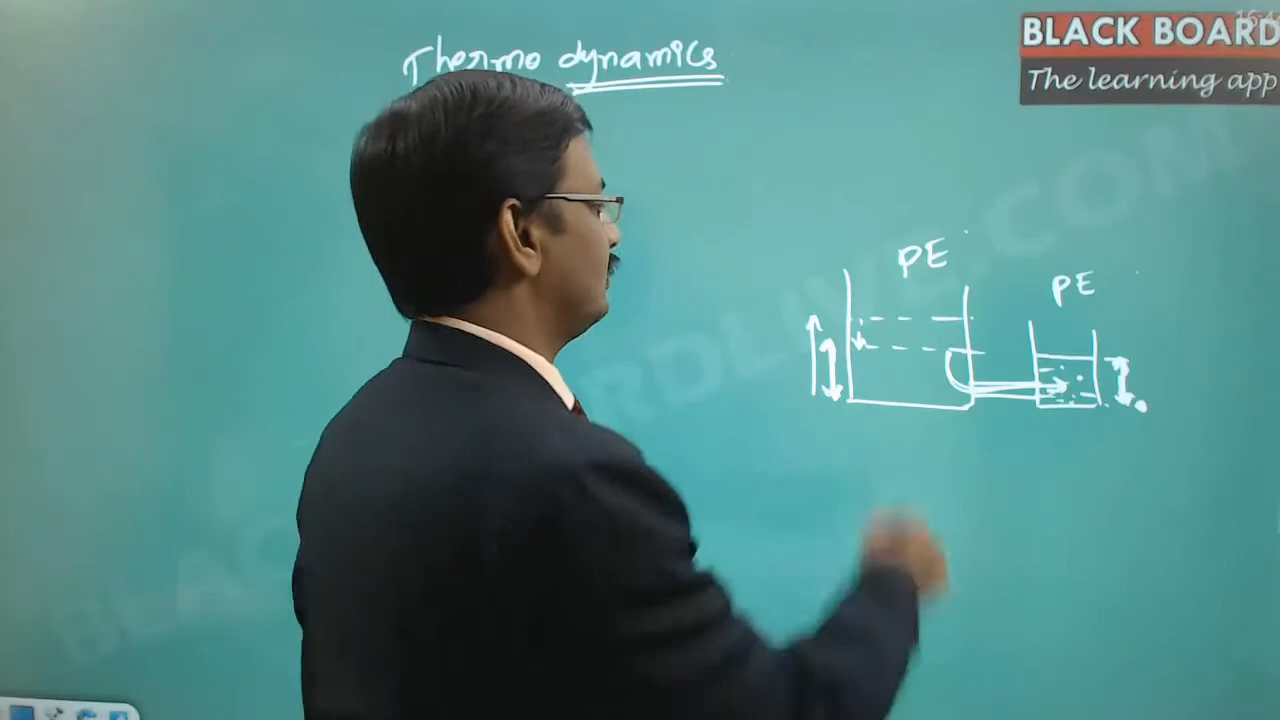 Thermo dynamics
BLACK BOARD
The learning app
PE
PE